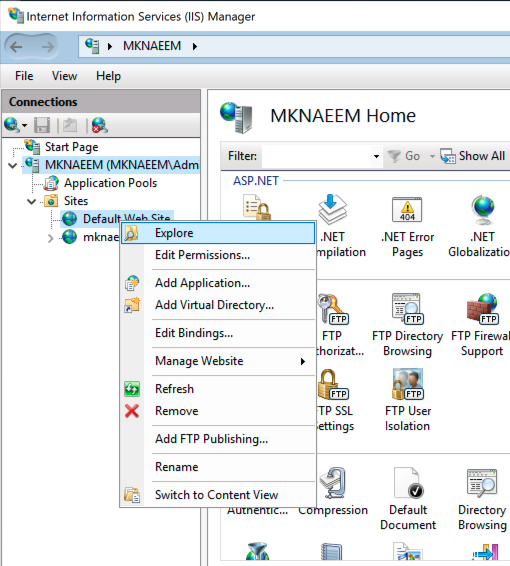 Internet Information Services (IIS) Manager
MKNAEEM
File View Help
Connections
Start Page
MKNAEEM (MKNAEEM\Adm
Application Pools
Sites
Default Web Site
mknae
Explore
Edit Permissions...
Add Application...
Add Virtual Directory...
Edit Bindings...
Manage Website
Refresh
Remove
Add FTP Publishing...
Rename
Switch to Content View
MKNAEEM Home
Filter: Go Show All
ASP.NET
.NET .NET Error .NET
mpilation Pages Globalizatio
404
FTP FTP Directory FTP Firewal
thorizat... Browsing Support
FTP FTP FTP
FTP SSL FTP User
Settings Isolation
FTP FTP
Authentic... Compression Default Directory
Document Browsing